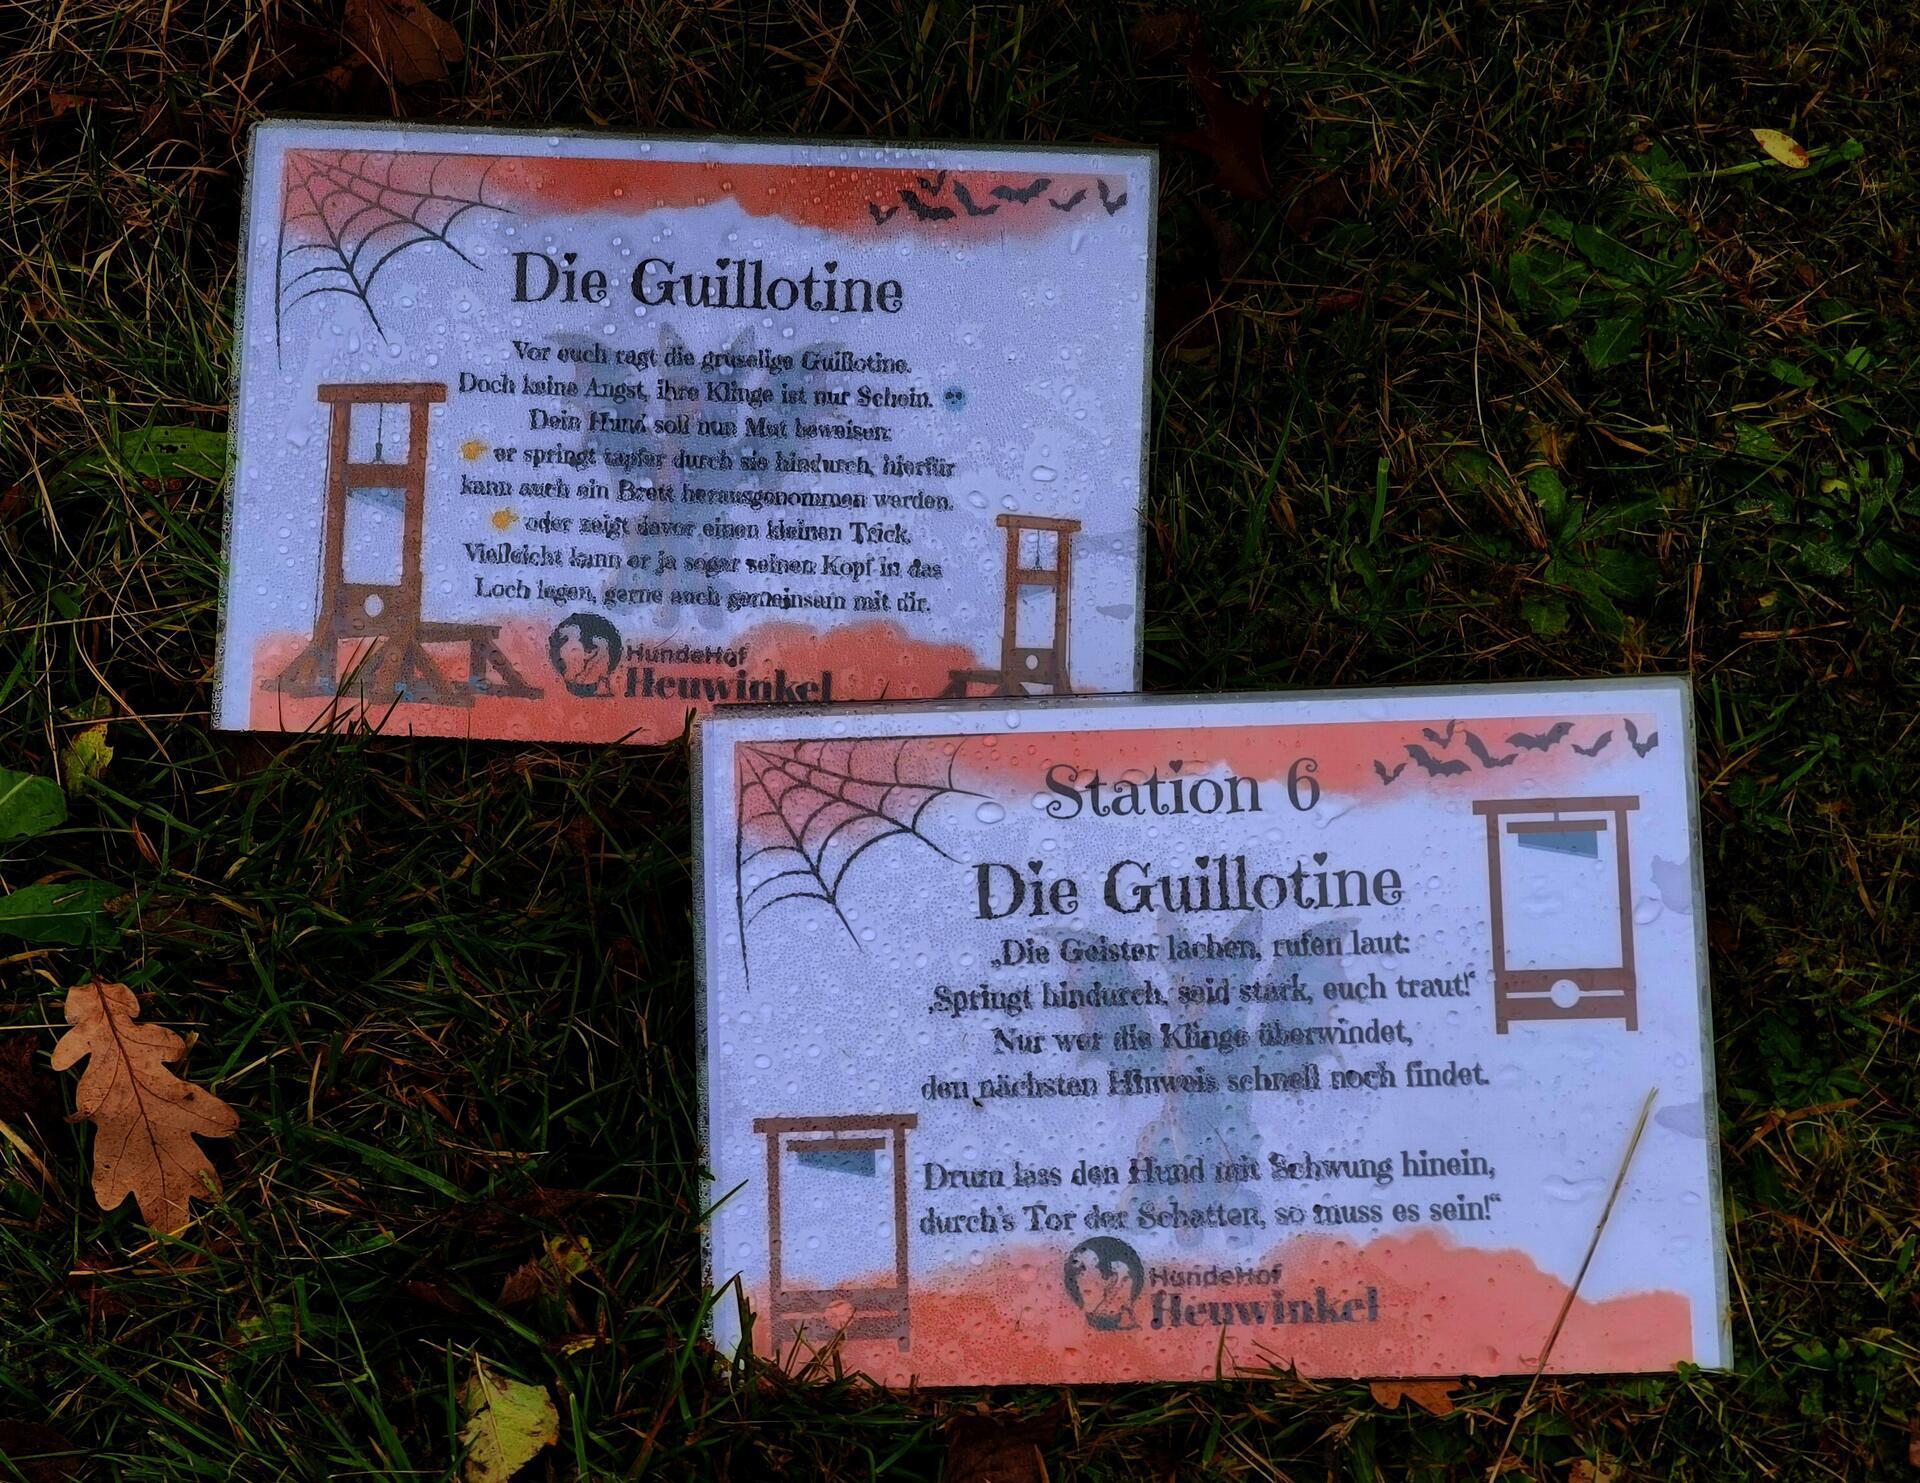 Die Guillotine
Vor euch ragt die gruselige Guillotine.
Doch keine Angst, ihre Klinge ist nur Schein.
Dein Hund soll nun Mut beweisen:
er springt tapfer durch sie hindurch, hierfür
kann auch ein Brett herausgenommen werden.
oder zeigt davor einen kleinen Trick.
Vielleicht kann er ja sogar seinen Kopf in das
Loch legen, gerne auch gemeinsam mit dir.
HundeHof
Heuwinkel
Station 6
Die Guillotine
„Die Geister lachen, rufen laut:
‚Springt hindurch, seid stark, euch traut!‘
Nur wer die Klinge überwindet,
den nächsten Hinweis schnell noch findet.
Drum lass den Hund mit Schwung hinein,
durch's Tor der Schatten, so muss es sein!“
HundeHof
Heuwinkel